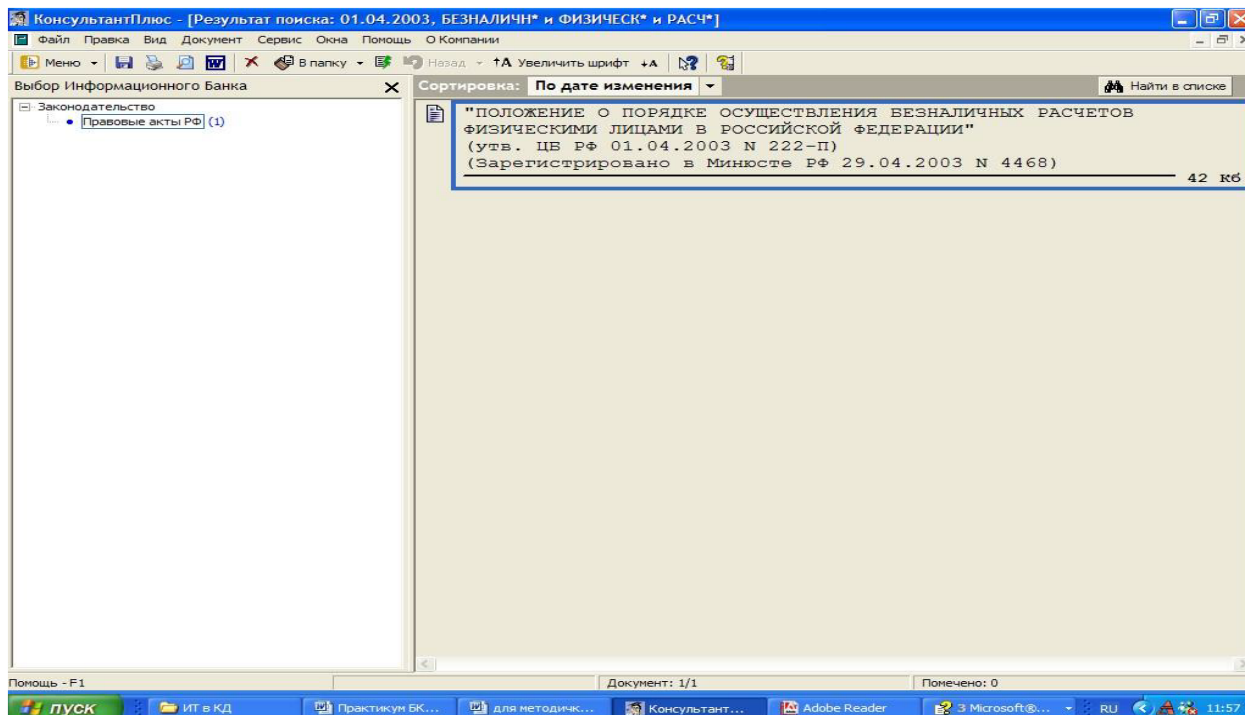 КонсультантПлюс - [Результат поиска: 01.04.2003, БЕЗНАЛИЧН* и ФИЗИЧЕСК* и РАСЧ*]
Файл Правка Вид Документ Сервис Окна Помощь О Компании
Меню В папку Назад Увеличить шрифт
Выбор Информационного Банка
Сортировка: По дате изменения Найти в списке
Законодательство
Правовые акты РФ (1)
"ПОЛОЖЕНИЕ О ПОРЯДКЕ ОСУЩЕСТВЛЕНИЯ БЕЗНАЛИЧНЫХ РАСЧЕТОВ
ФИЗИЧЕСКИМИ ЛИЦАМИ В РОССИЙСКОЙ ФЕДЕРАЦИИ"
(утв. ЦБ РФ 01.04.2003 N 222-П)
(Зарегистрировано в Минюсте РФ 29.04.2003 N 4468)
42 Кб
Помощь - F1 Документ: 1/1 Помечено: 0
пуск ИТ в КД Практикум БК... для методичк... Консультант... Adobe Reader 3 Microsoft®... RU 11:57